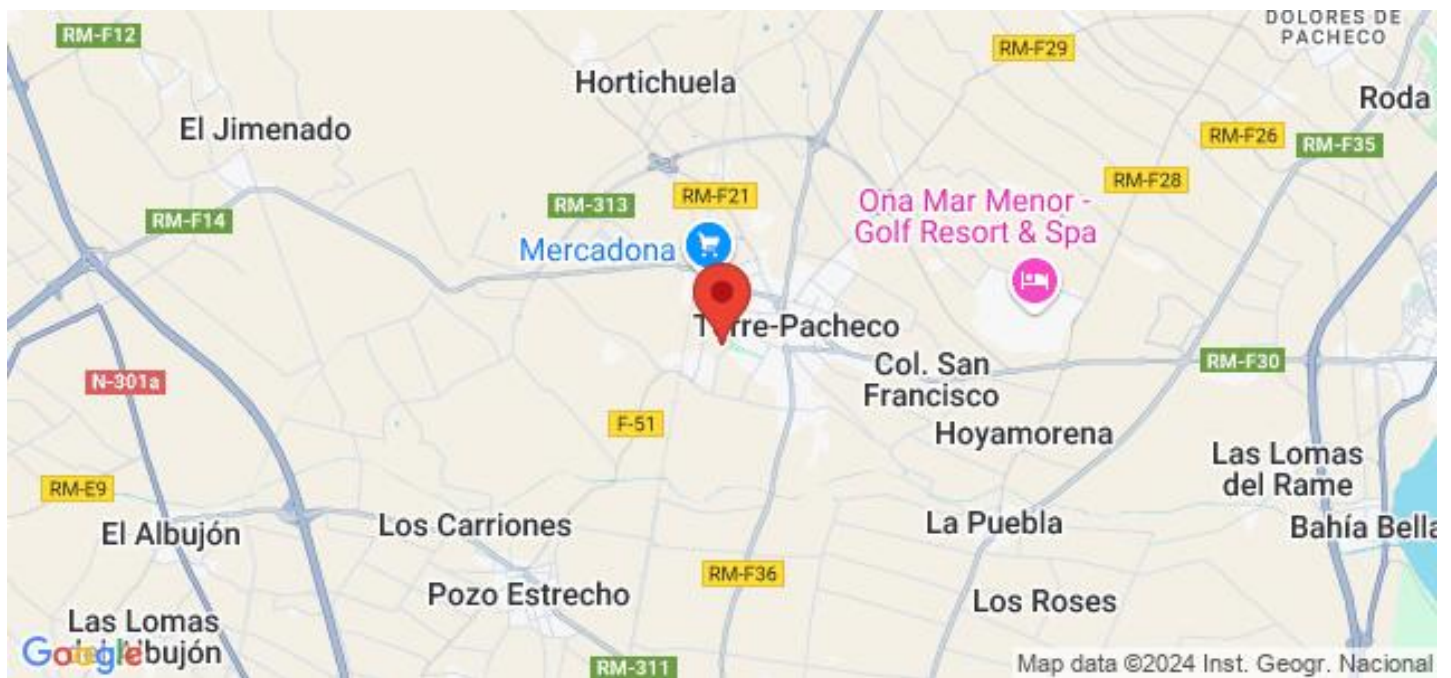 DOLORES DE
PACHECO
RM-F12
RM-F29
Hortichuela
Roda
El Jimenado
RM-F26
RM-F35
RM-F28
RM-F21
RM-313
Oña Mar Menor -
Golf Resort & Spa
RM-F14
Mercadona
Torre-Pacheco
Col. San
Francisco
RM-F30
N-301a
F-51
Hoyamorena
Las Lomas
del Rame
RM-E9
El Albujón
Los Carriones
La Puebla
Bahía Bella
RM-F36
Pozo Estrecho
Los Roses
Las Lomas
Google
RM-311
Map data ©2024 Inst. Geogr. Nacional